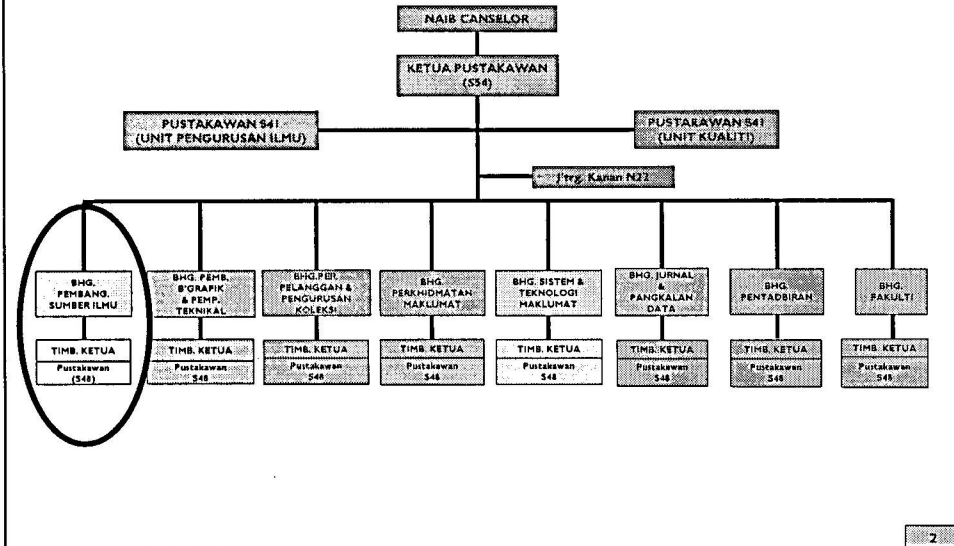 NAIB CANSELOR
KETUA PUSTAKAWAN
(S54)
PUSTAKAWAN S41
(UNIT PENGURUSAN ILMU)
PUSTAKAWAN S41
(UNIT KUALITI)
J'trg. Kanan N22
BHG.
PEMBANG.
SUMBER ILMU
BHG. PEMB.
B'GRAFIK
& PEMP.
TEKNIKAL
BHG. PER.
PELANGGAN &
PENGURUSAN
KOLEKSI
BHG.
PERKHIDMATAN
MAKLUMAT
BHG. SISTEM &
TEKNOLOGI
MAKLUMAT
BHG. JURNAL
&
PANGKALAN
DATA
BHG.
PENTADBIRAN
BHG.
FAKULTI
TIMB. KETUA
Pustakawan
(S48)
TIMB. KETUA
Pustakawan
S48
TIMB. KETUA
Pustakawan
S48
TIMB. KETUA
Pustakawan
S48
TIMB. KETUA
Pustakawan
S48
TIMB. KETUA
Pustakawan
S48
TIMB. KETUA
Pustakawan
S48
TIMB. KETUA
Pustakawan
S48
2